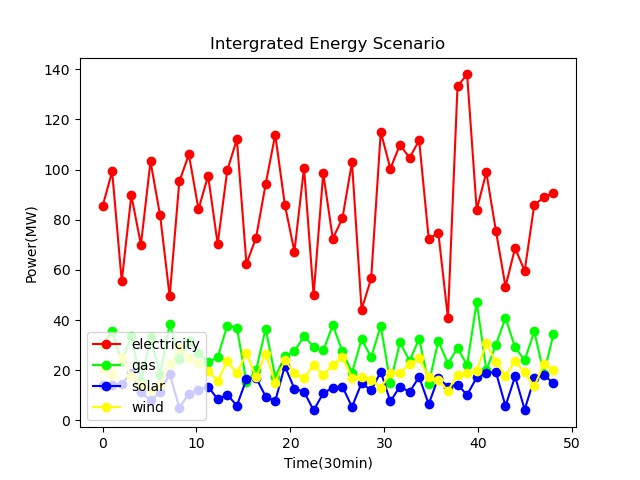 Intergrated Energy Scenario
Power(MW)
140
120
100
80
60
40
20
0
electricity
gas
solar
wind
0 10 20 30 40 50
Time(30min)